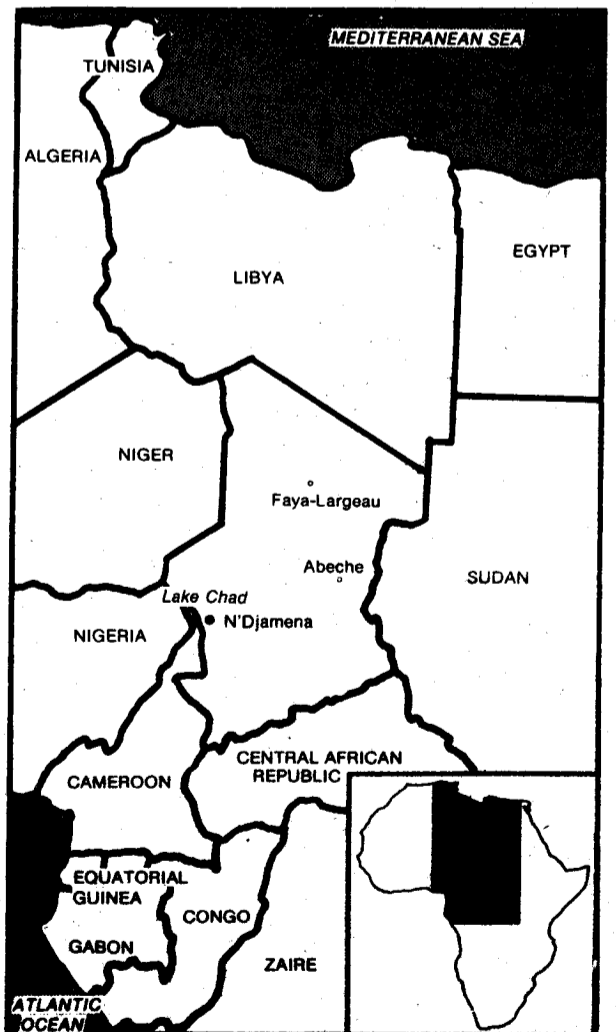 MEDITERRANEAN SEA
TUNISIA
ALGERIA
EGYPT
LIBYA
NIGER
Faya-Largeau
Abeche
SUDAN
Lake Chad
N'Djamena
NIGERIA
CENTRAL AFRICAN
REPUBLIC
CAMEROON
EQUATORIAL
GUINEA
CONGO
GABON
ZAIRE
ATLANTIC
OCEAN